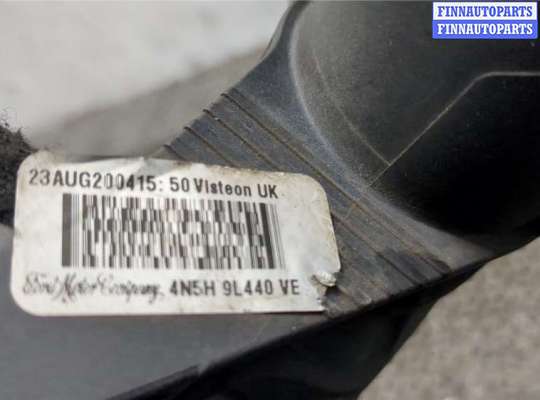 FINNAUTOPARTS
FINNAUTOPARTS
23AUG200415:50 Visteon UK
Ford Motor Company 4N5H 9L440 VE